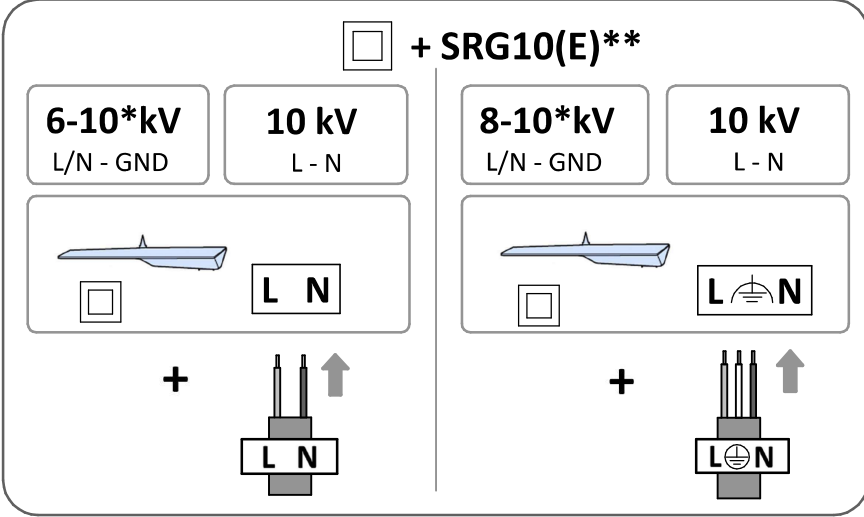 + SRG10(E)**
6-10*kV
L/N - GND
10 kV
L - N
8-10*kV
L/N - GND
10 kV
L - N
L N
L N
+
L N
+
L N